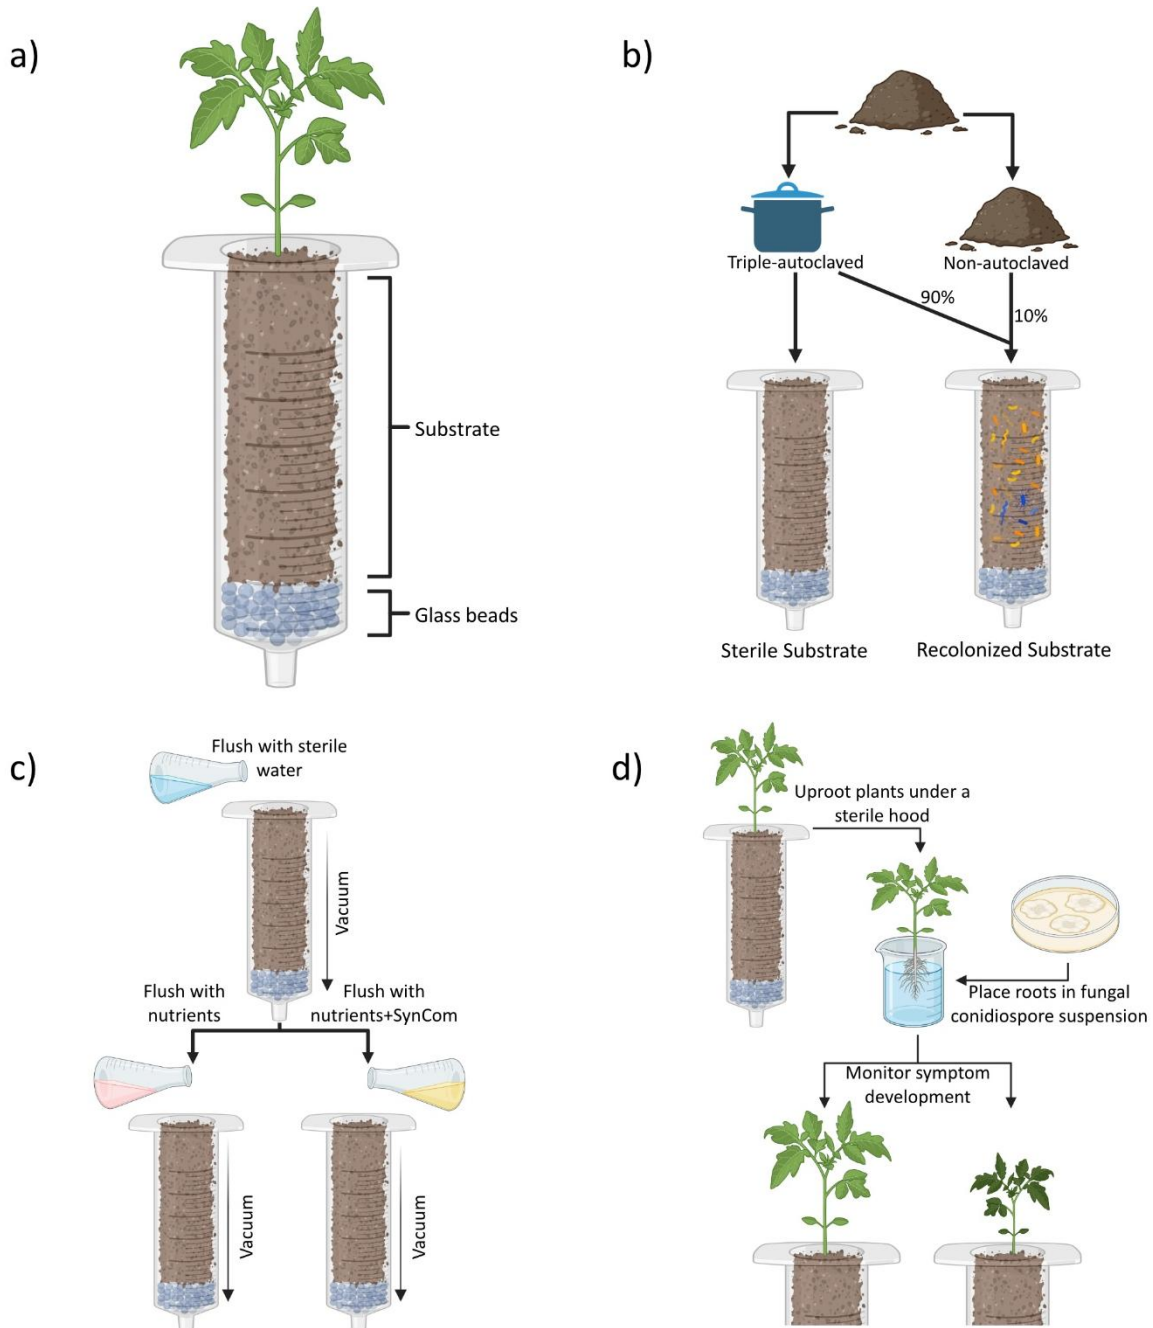 a)
Substrate
Glass beads
b)
Triple-autoclaved
Non-autoclaved
90%
10%
Sterile Substrate
Recolonized Substrate
c)
Flush with sterile
water
Vacuum
Flush with
nutrients
Flush with
nutrients+SynCom
Vacuum
Vacuum
d)
Uproot plants under a
sterile hood
Place roots in fungal
conidiospore suspension
Monitor symptom
development